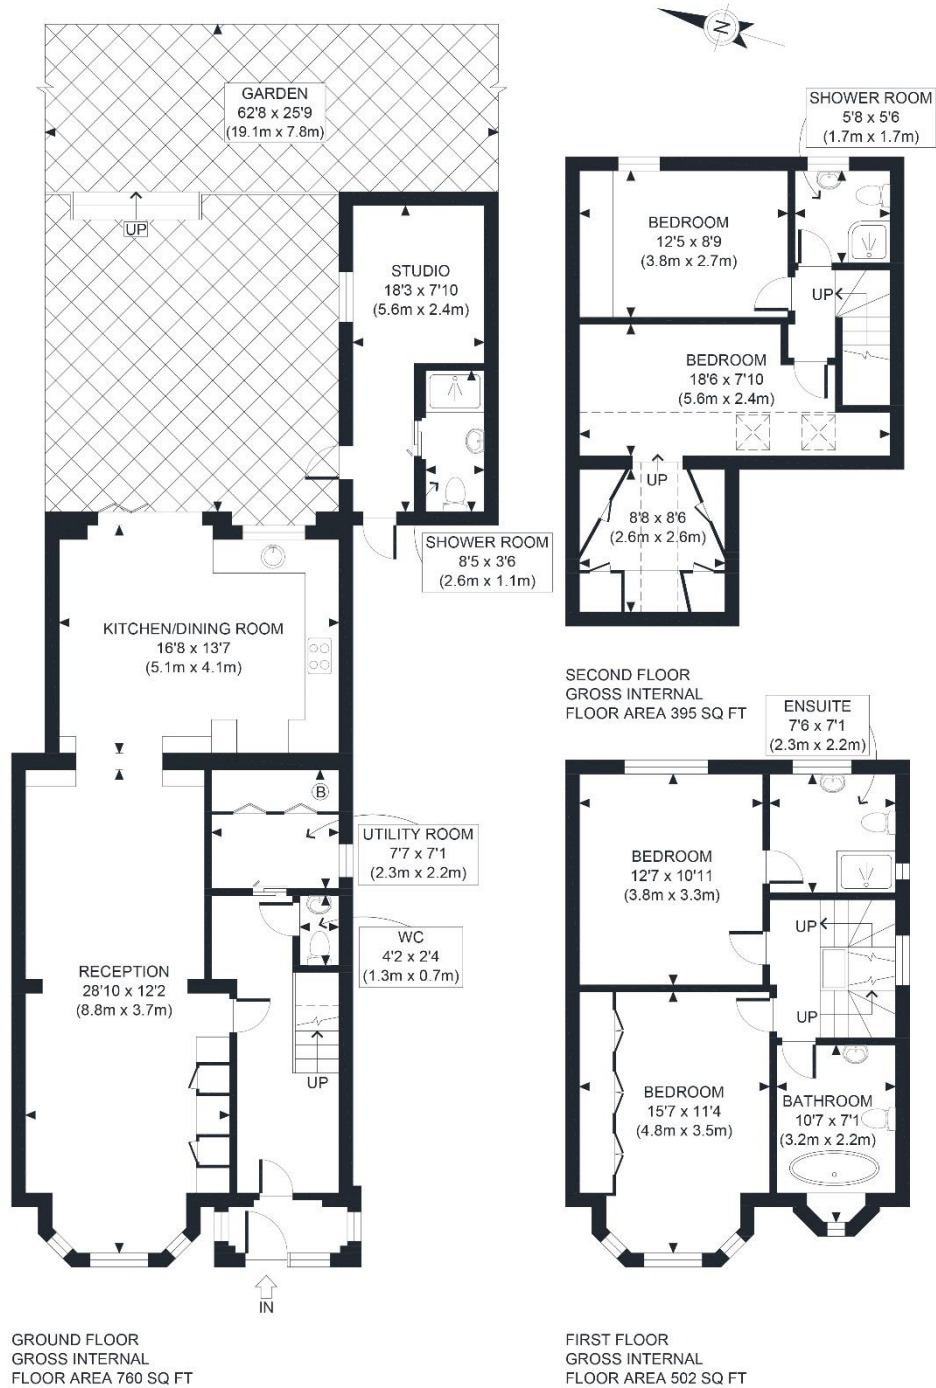 N
GARDEN
62'8 x 25'9
(19.1m x 7.8m)
UP
STUDIO
18'3 x 7'10
(5.6m x 2.4m)
SHOWER ROOM
8'5 x 3'6
(2.6m x 1.1m)
KITCHEN/DINING ROOM
16'8 x 13'7
(5.1m x 4.1m)
B
UTILITY ROOM
7'7 x 7'1
(2.3m x 2.2m)
WC
4'2 x 2'4
(1.3m x 0.7m)
RECEPTION
28'10 x 12'2
(8.8m x 3.7m)
UP
IN
GROUND FLOOR
GROSS INTERNAL
FLOOR AREA 760 SQ FT
SHOWER ROOM
5'8 x 5'6
(1.7m x 1.7m)
BEDROOM
12'5 x 8'9
(3.8m x 2.7m)
UP
BEDROOM
18'6 x 7'10
(5.6m x 2.4m)
UP
8'8 x 8'6
(2.6m x 2.6m)
SECOND FLOOR
GROSS INTERNAL
FLOOR AREA 395 SQ FT
ENSUITE
7'6 x 7'1
(2.3m x 2.2m)
BEDROOM
12'7 x 10'11
(3.8m x 3.3m)
UP
UP
BEDROOM
15'7 x 11'4
(4.8m x 3.5m)
BATHROOM
10'7 x 7'1
(3.2m x 2.2m)
FIRST FLOOR
GROSS INTERNAL
FLOOR AREA 502 SQ FT